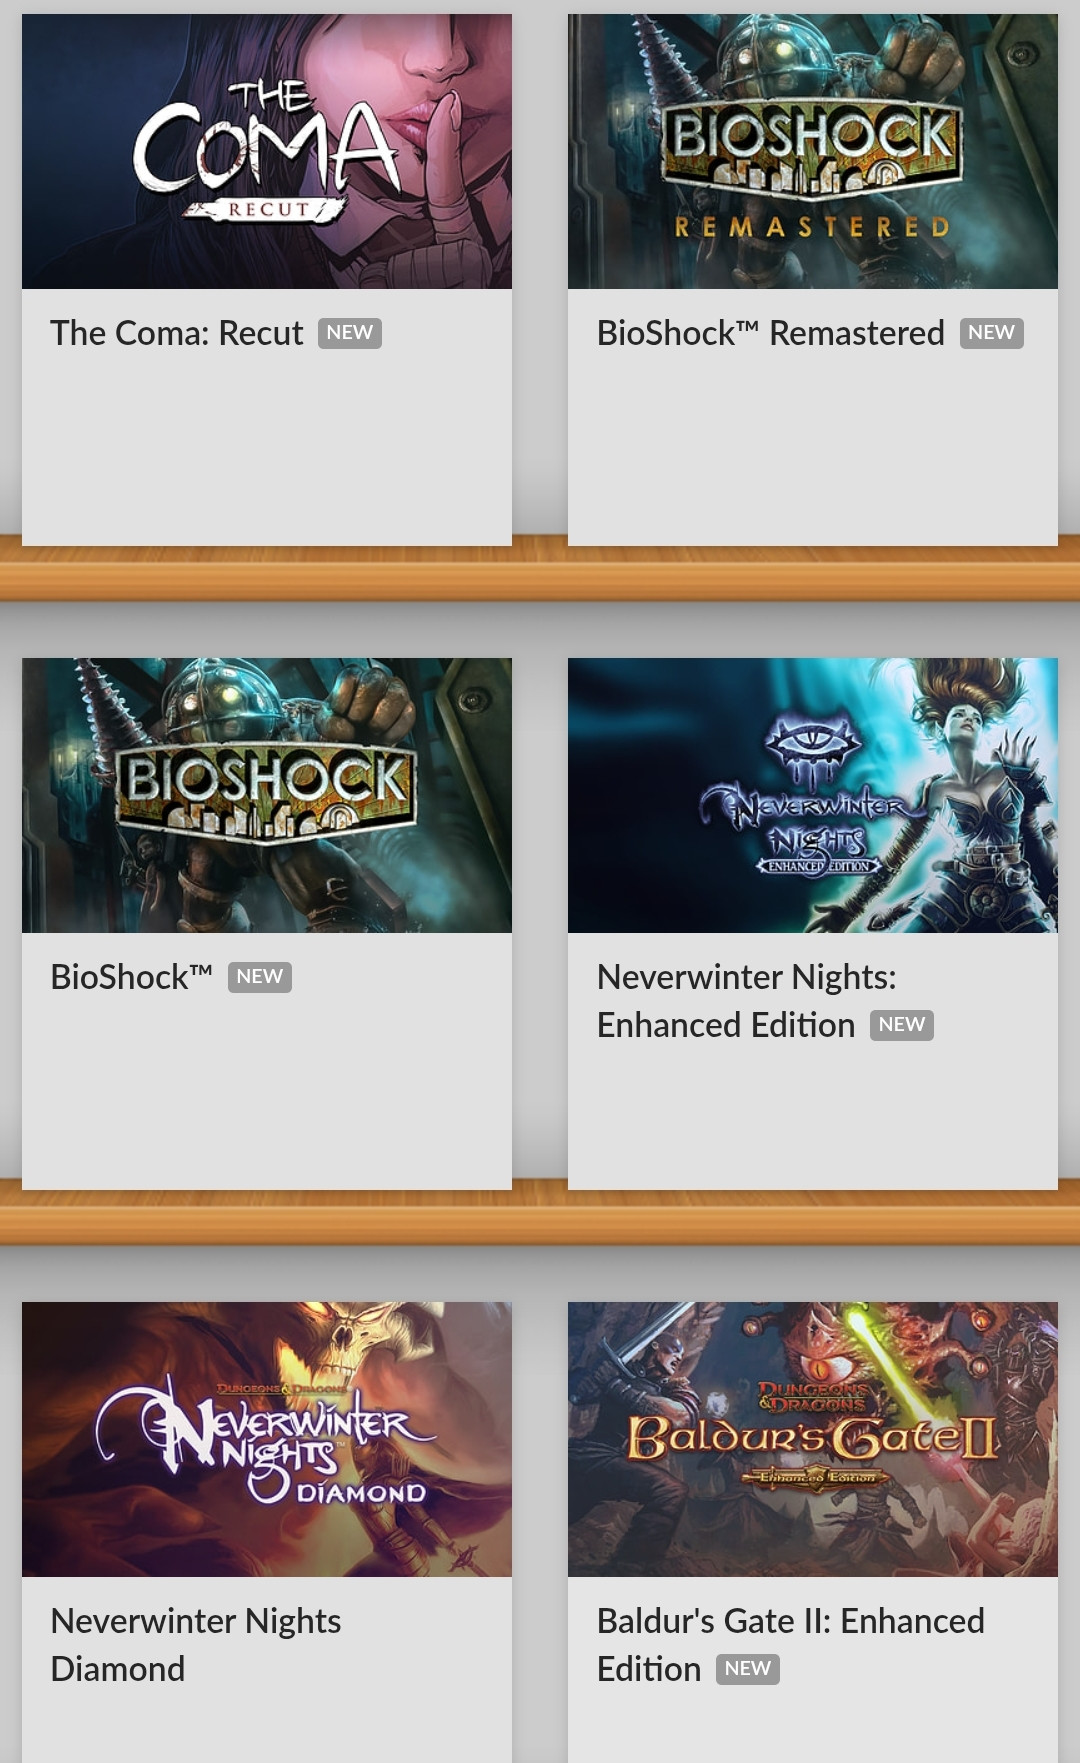 THE
COMA
RECUT
BIOSHOCK
REMASTERED
The Coma: Recut NEW
BioShock™ Remastered NEW
BIOSHOCK
NEVERWINTER
NIGHTS
ENHANCED EDITION
BioShock™ NEW
Neverwinter Nights:
Enhanced Edition NEW
DUNGEONS & DRAGONS
NEVERWINTER
NIGHTS™
DIAMOND
DUNGEONS
& DRAGONS
Baldur's Gate II
Enhanced Edition
Neverwinter Nights
Diamond
Baldur's Gate II: Enhanced
Edition NEW